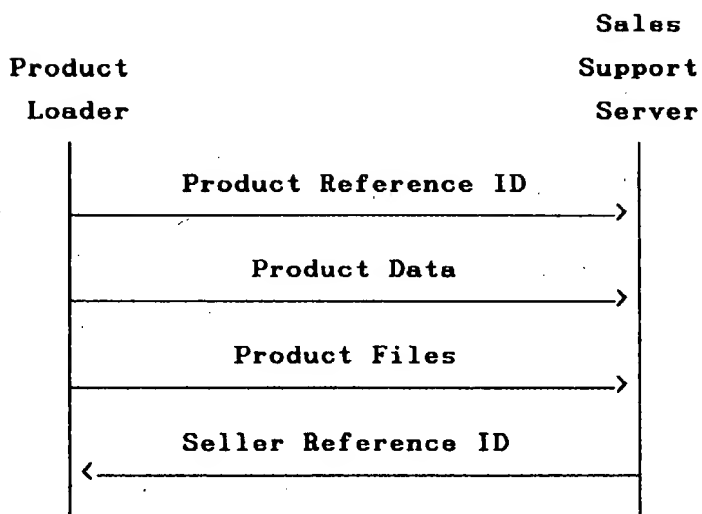 Sales
Product Support
Loader Server
Product Reference ID
Product Data
Product Files
Seller Reference ID